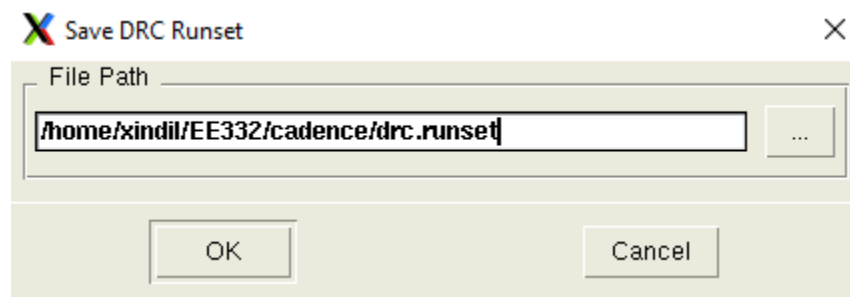 Save DRC Runset
File Path
/home/xindil/EE332/cadence/drc.runset
...
OK
Cancel